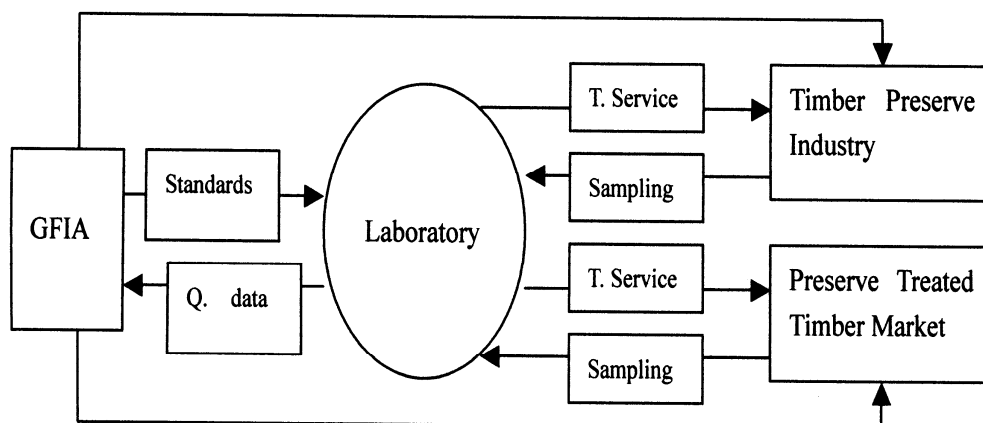 GFIA
Standards
Q. data
Laboratory
T. Service
Sampling
T. Service
Sampling
Timber Preserve
Industry
Preserve Treated
Timber Market